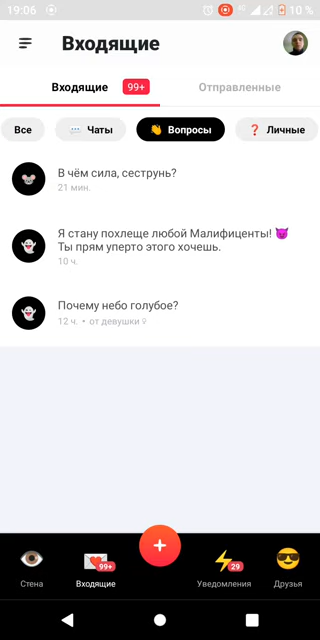 19:06
10 %
Входящие
Входящие 99+ Отправленные
Все Чаты Вопросы Личные
В чём сила, сеструнь?
21 мин.
Я стану похлеще любой Малифиценты! 😈
Ты прям уперто этого хочешь.
10 ч.
Почему небо голубое?
12 ч. • от девушки ♀
99+ 29
Стена Входящие Уведомления Друзья